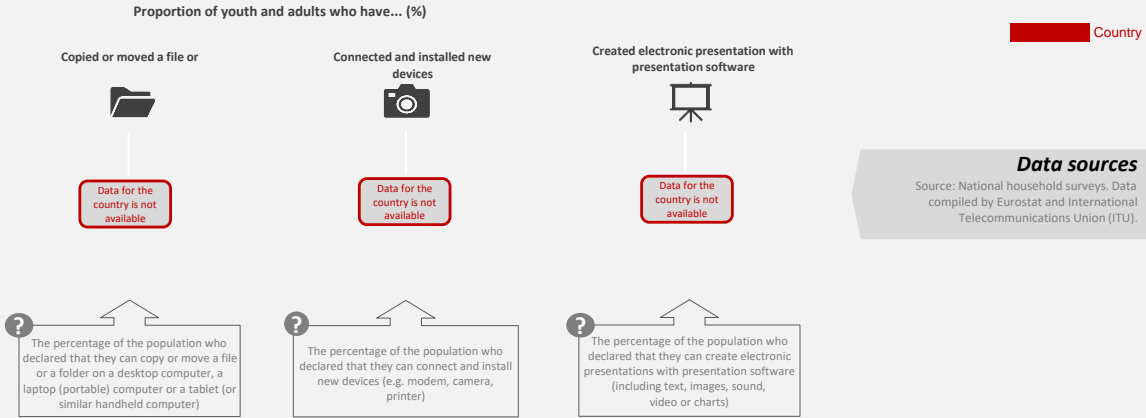 Proportion of youth and adults who have... (%)
Country
Copied or moved a file or
Connected and installed new
devices
Created electronic presentation with
presentation software
Data for the
country is not
available
Data for the
country is not
available
Data for the
country is not
available
Data sources
Source: National household surveys. Data
compiled by Eurostat and International
Telecommunications Union (ITU).
?
The percentage of the population who
declared that they can copy or move a file
or a folder on a desktop computer, a
laptop (portable) computer or a tablet (or
similar handheld computer)
?
The percentage of the population who
declared that they can connect and install
new devices (e.g. modem, camera,
printer)
?
The percentage of the population who
declared that they can create electronic
presentations with presentation software
(including text, images, sound,
video or charts)